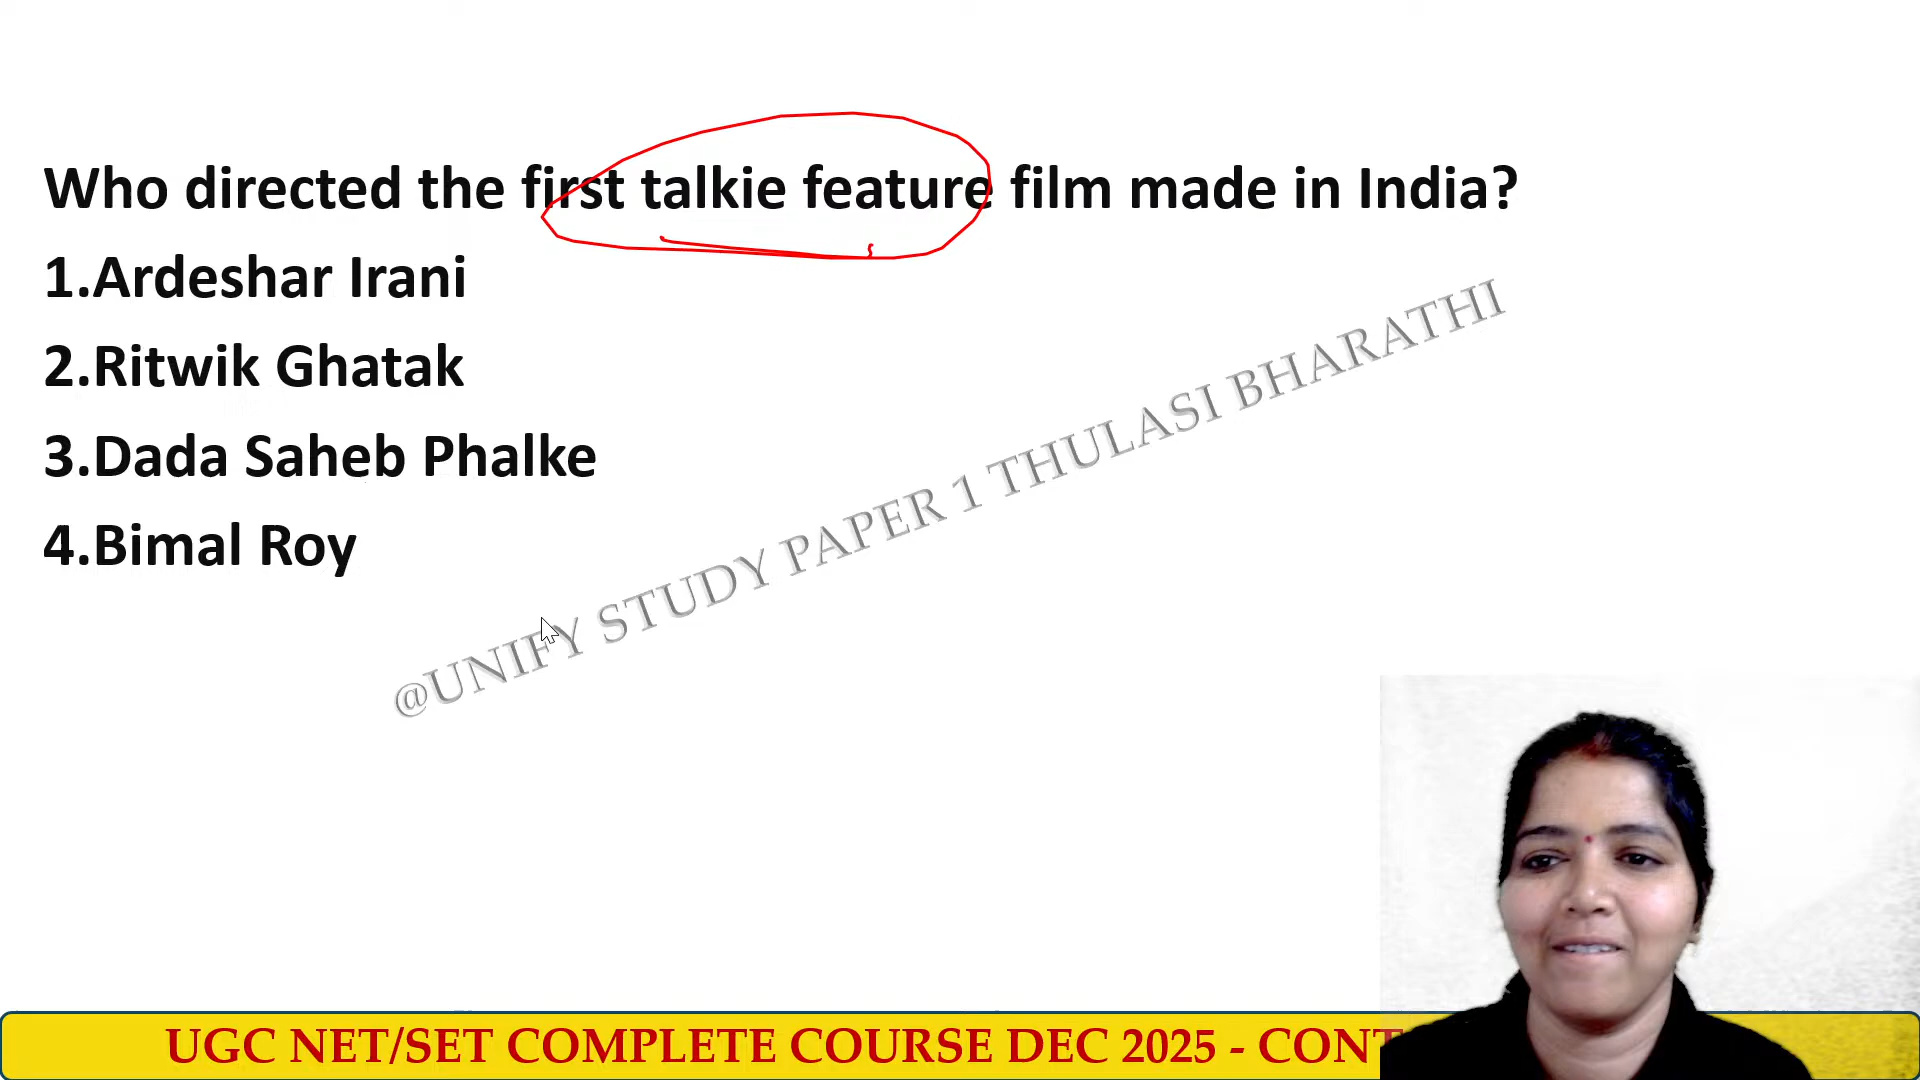 Who directed the first talkie feature film made in India?
1.Ardeshar Irani
2.Ritwik Ghatak
3.Dada Saheb Phalke
4.Bimal Roy
@UNIFY STUDY PAPER 1 THULASI BHARATHI
UGC NET/SET COMPLETE COURSE DEC 2025 - CONT